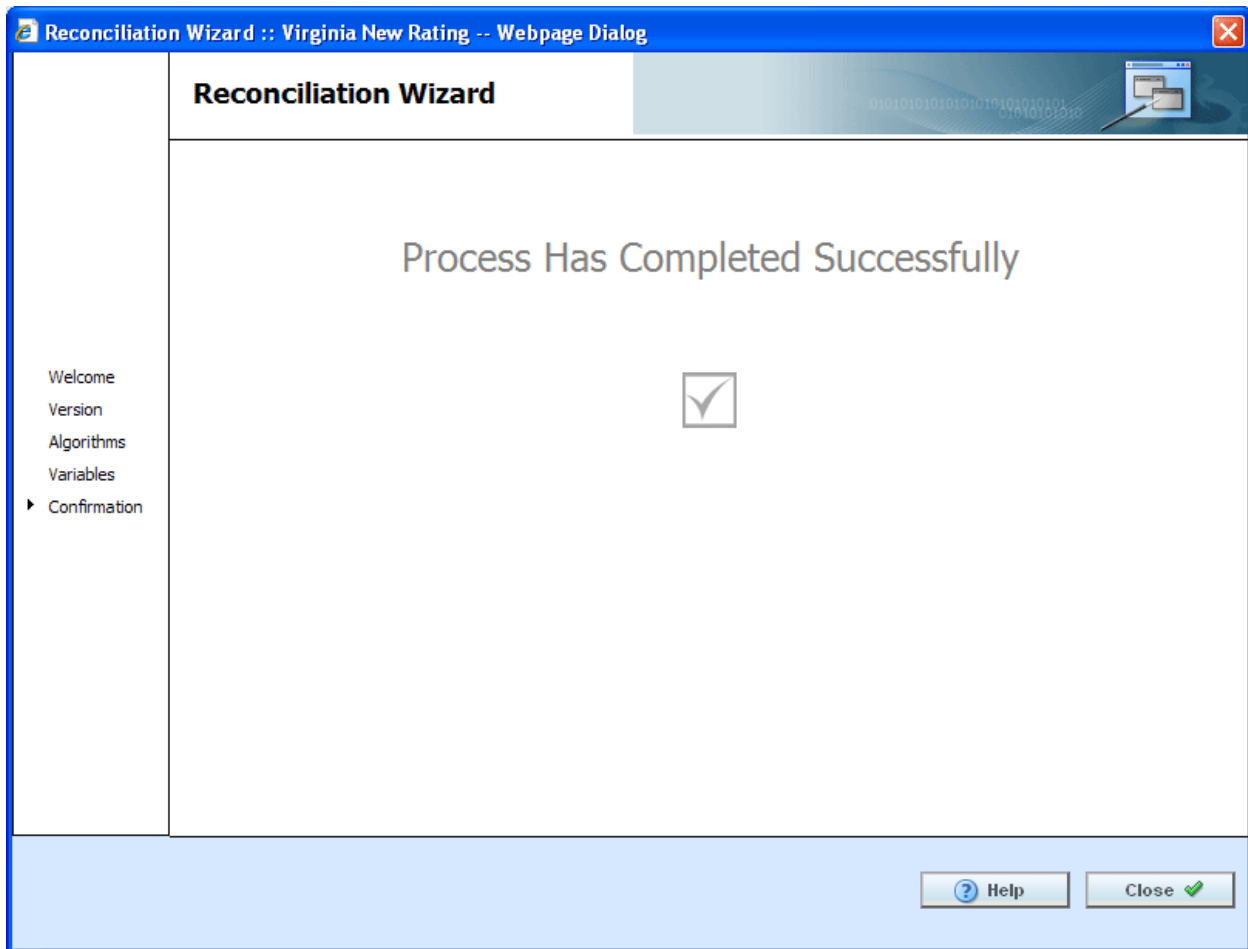 Reconciliation Wizard :: Virginia New Rating -- Webpage Dialog
Reconciliation Wizard
Process Has Completed Successfully
Welcome
Version
Algorithms
Variables
Confirmation
Help
Close